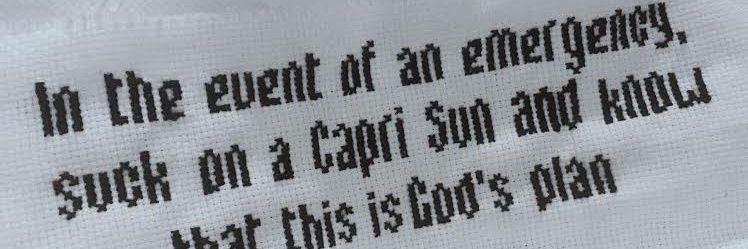 In the event of an emergency,
suck on a Capri Sun and know
that this is God's plan